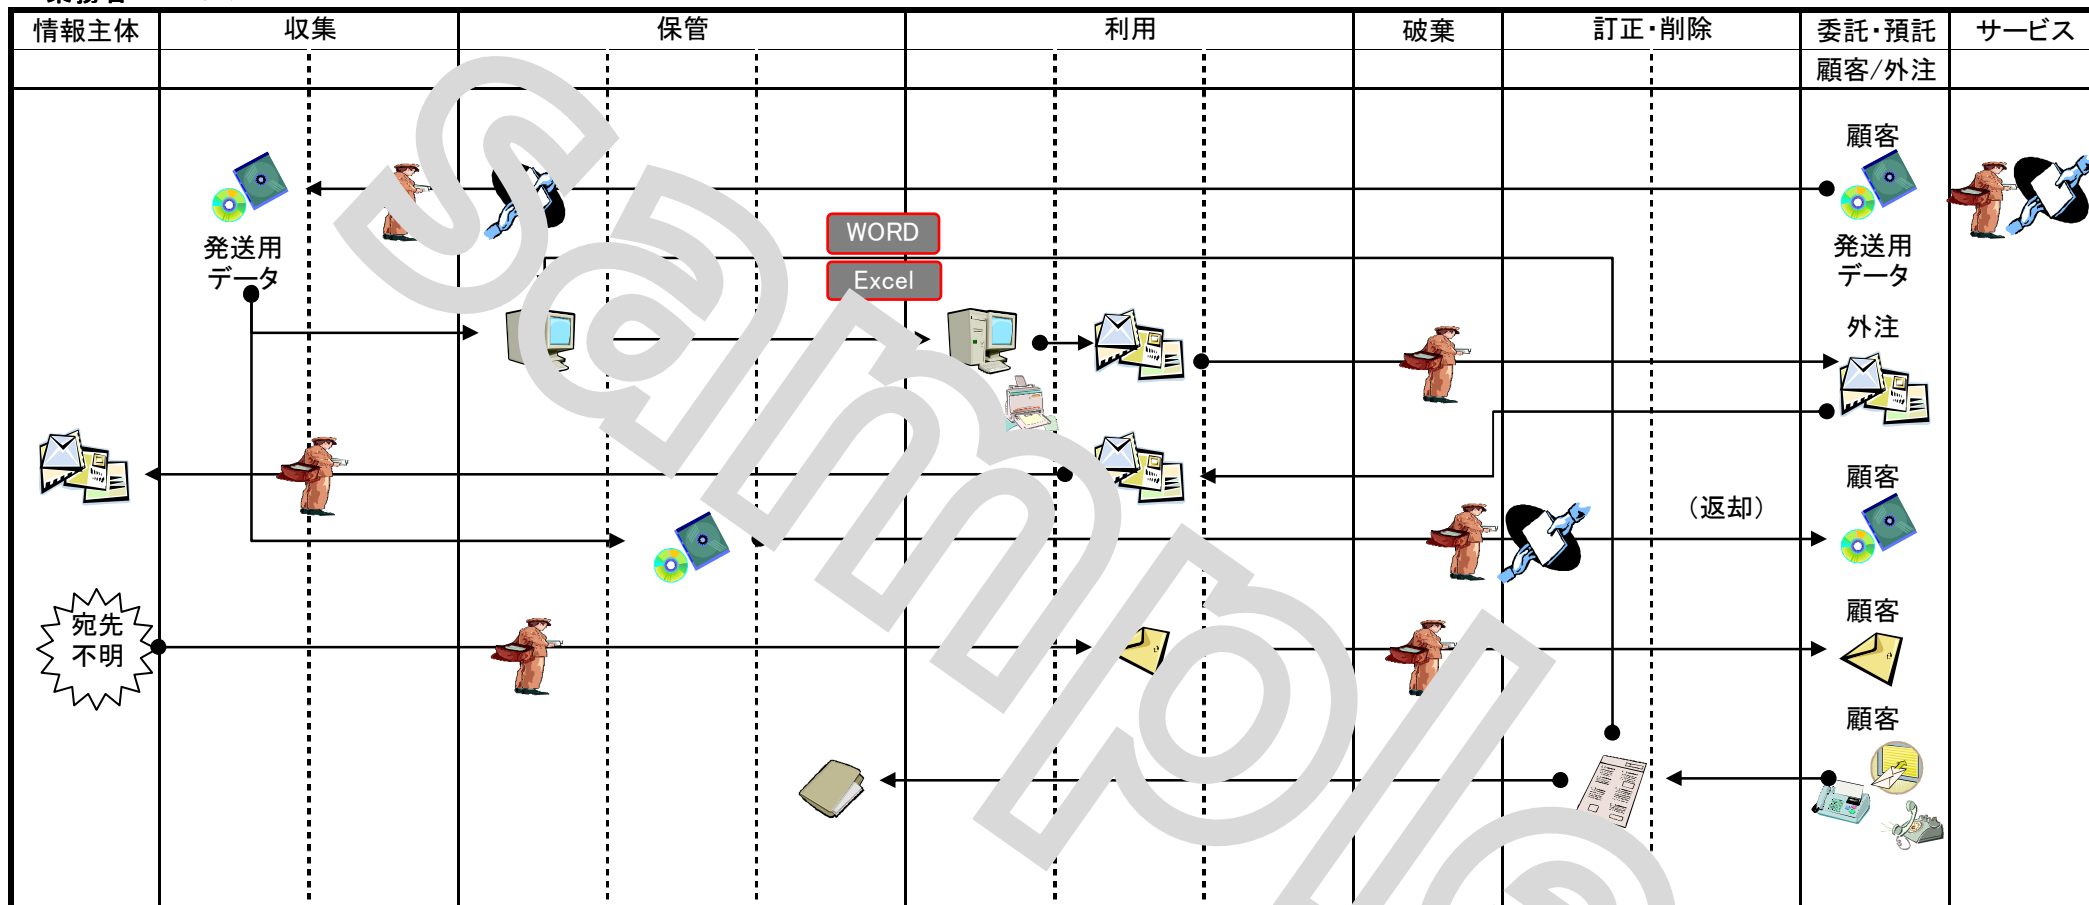 情報主体
収集
保管
利用
破棄
訂正・削除
委託・預託
サービス
顧客/外注
顧客
発送用
データ
WORD
Excel
発送用
データ
外注
顧客
（返却）
宛先
不明
顧客
顧客
sample